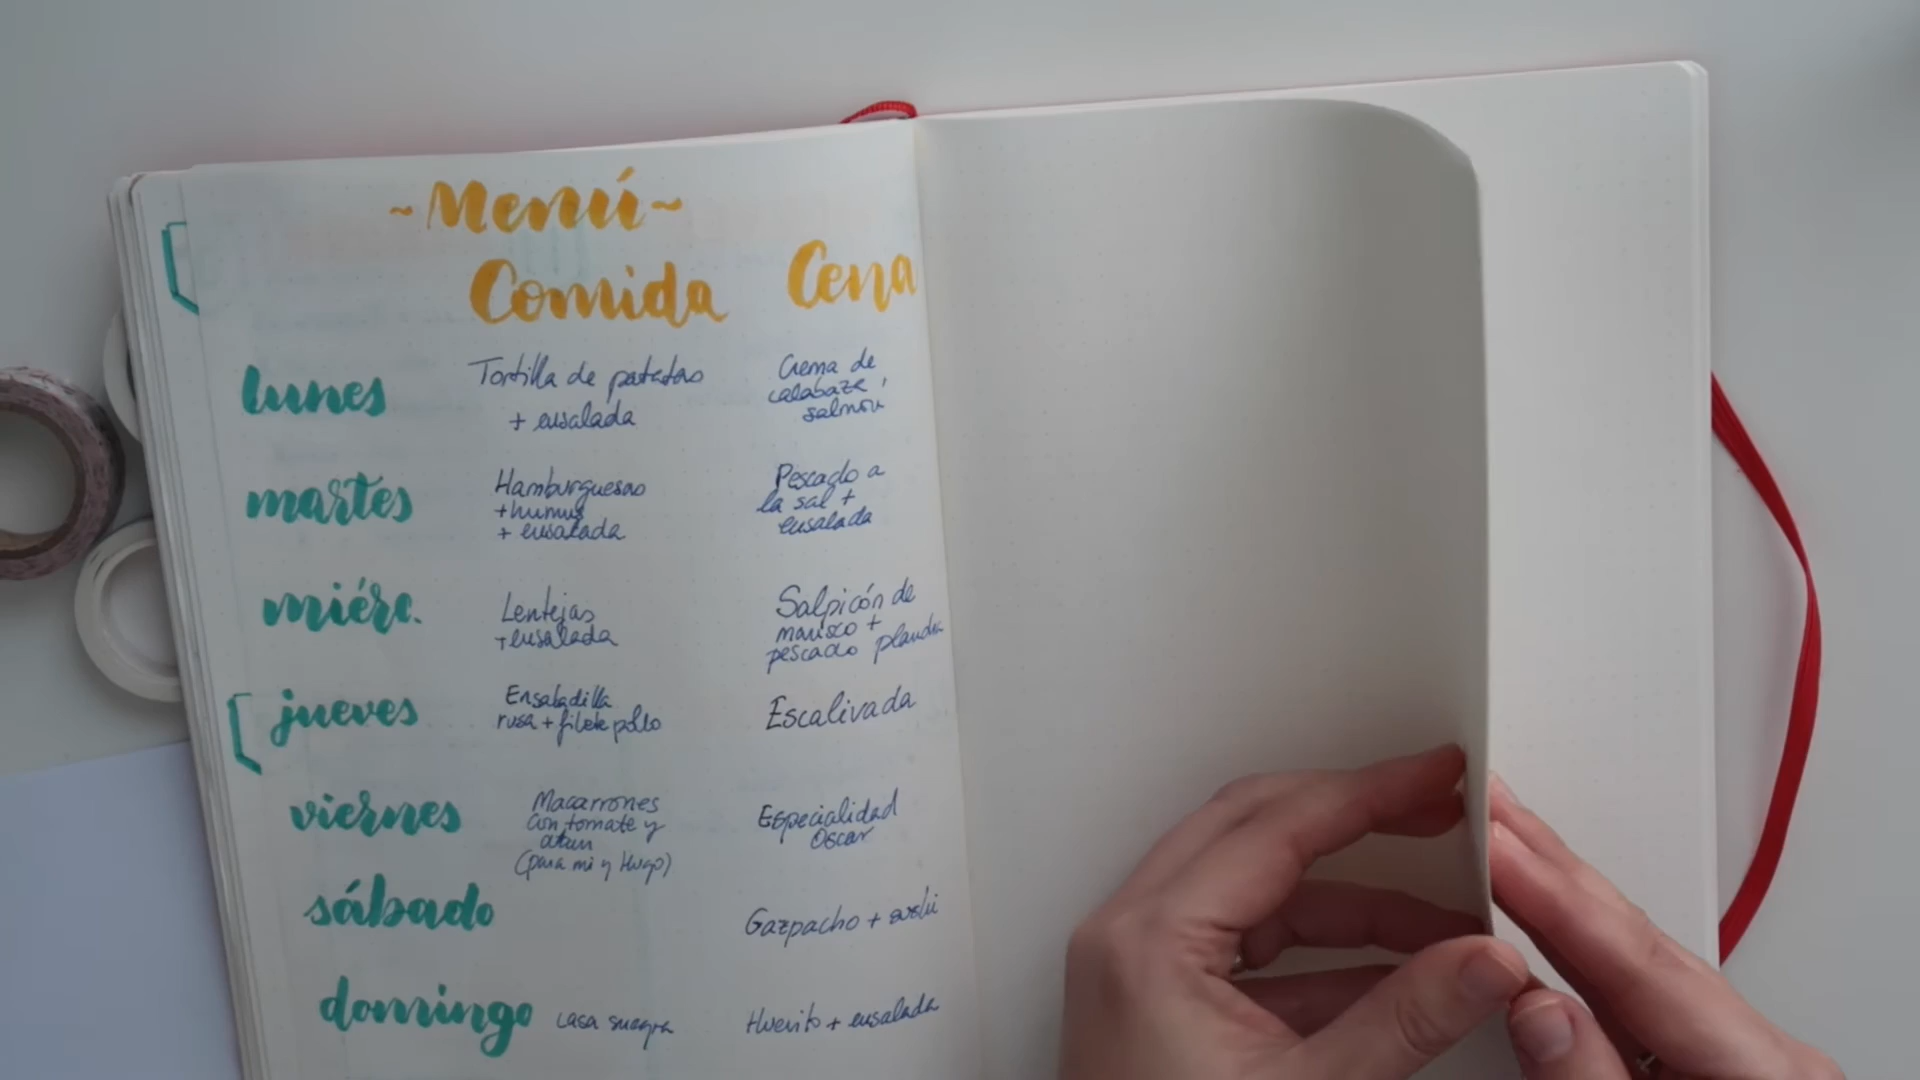 ~Menú~
Comida
Cena
lunes
Tortilla de patatas
+ ensalada
Crema de
calabaza,
salmón
martes
Hamburguesas
+humus
+ ensalada
Pescado a
la sal +
ensalada
miérc.
Lentejas
+ensalada
Salpicón de
marisco +
pescado plancha
jueves
Ensaladilla
rusa + filete pollo
Escalivada
viernes
Macarrones
con tomate y
atun
(para mi y Hugo)
Especialidad
Oscar
sábado
Gazpacho + sushi
domingo
casa suegra
Huevito + ensalada